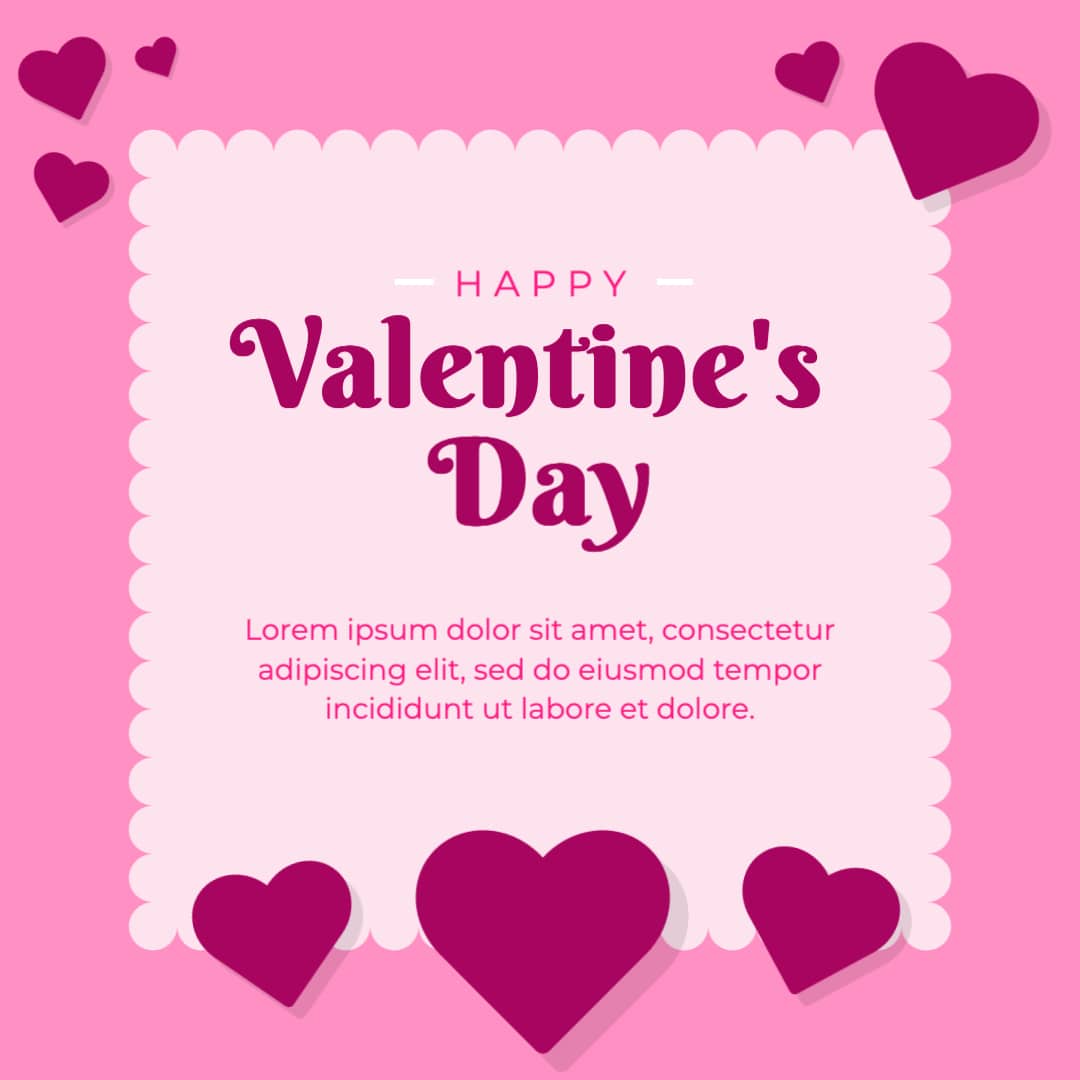 HAPPY
Valentine's
Day
Lorem ipsum dolor sit amet, consectetur
adipiscing elit, sed do eiusmod tempor
incididunt ut labore et dolore.